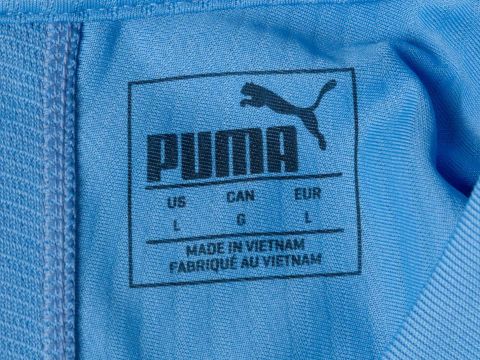 PUMA
US CAN EUR
L G L
MADE IN VIETNAM
FABRIQUÉ AU VIETNAM